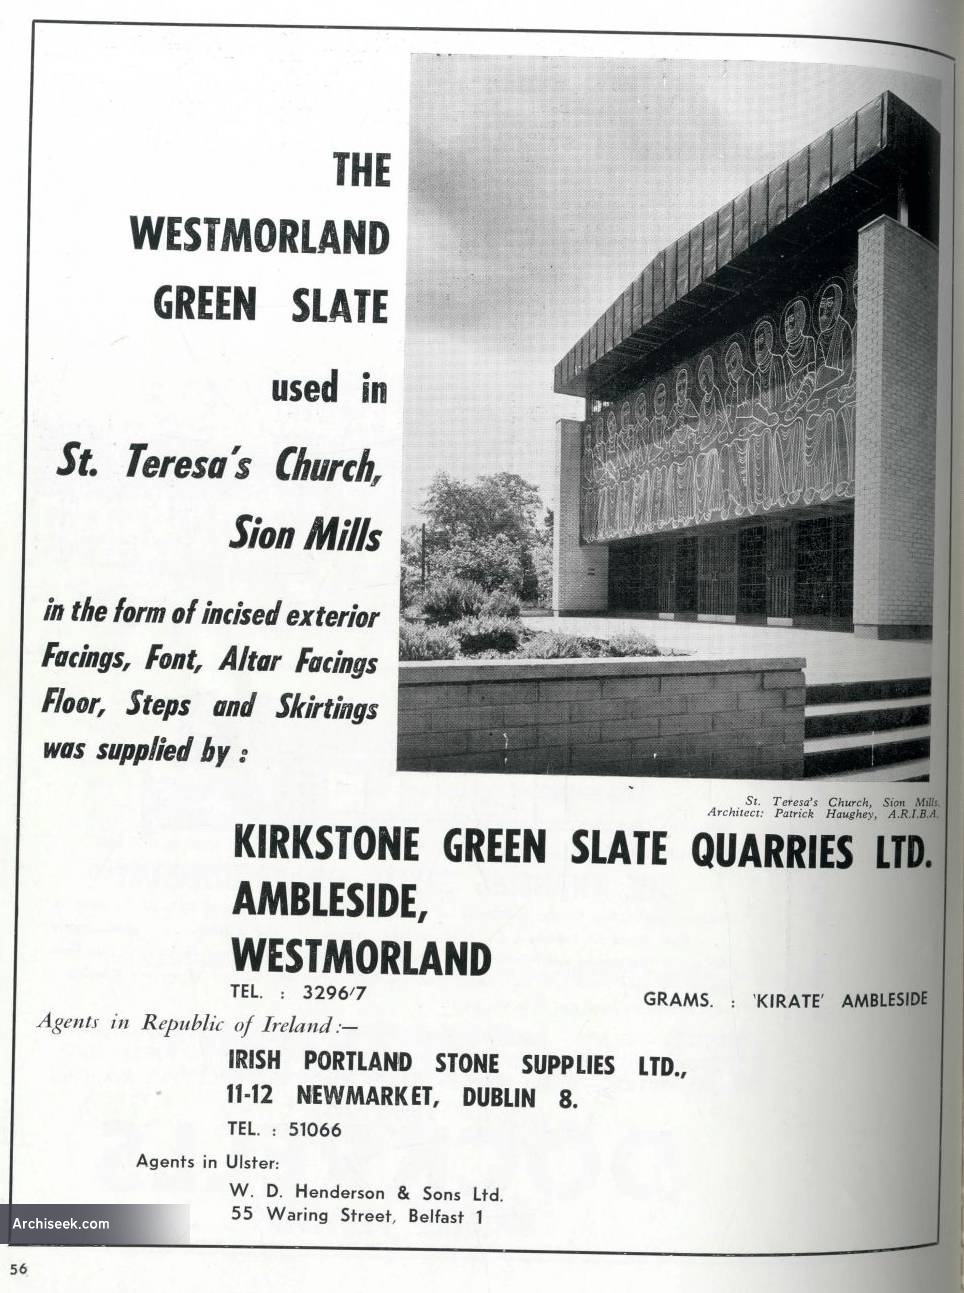 THE
WESTMORLAND
GREEN SLATE
used in
St. Teresa's Church,
Sion Mills
in the form of incised exterior
Facings, Font, Altar Facings
Floor, Steps and Skirtings
was supplied by :
St. Teresa's Church, Sion Mills.
Architect: Patrick Haughey, A.R.I.B.A.
KIRKSTONE GREEN SLATE QUARRIES LTD.
AMBLESIDE,
WESTMORLAND
TEL. : 3296/7
GRAMS. : 'KIRATE' AMBLESIDE
Agents in Republic of Ireland :—
IRISH PORTLAND STONE SUPPLIES LTD.,
11-12 NEWMARKET, DUBLIN 8.
TEL. : 51066
Agents in Ulster:
W. D. Henderson & Sons Ltd.
55 Waring Street, Belfast 1
Archiseek.com
56